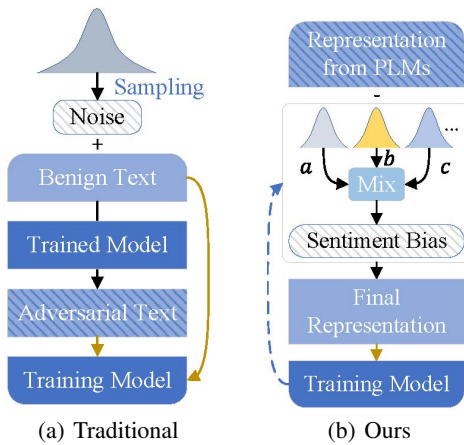 Sampling
Noise
+
Benign Text
Trained Model
Adversarial Text
Training Model
(a) Traditional
Representation
from PLMs
-
...
a
b
c
Mix
Sentiment Bias
Final
Representation
Training Model
(b) Ours